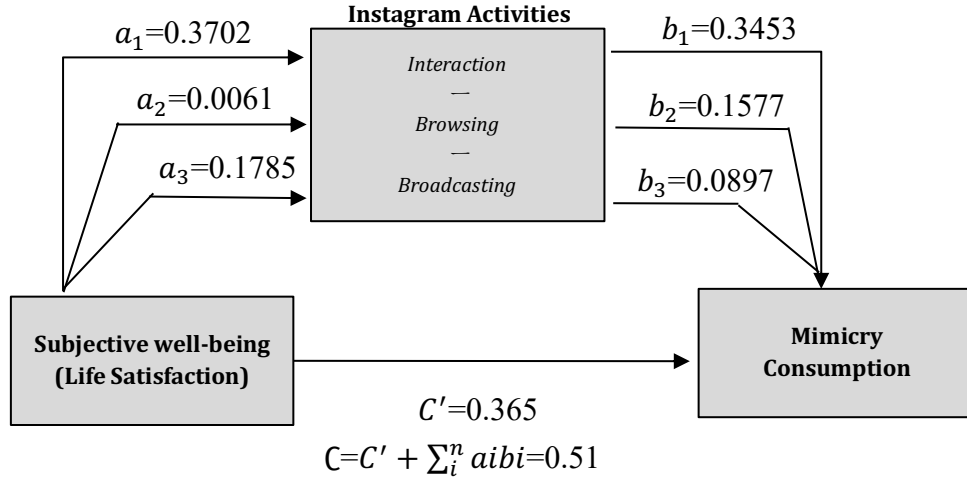 Instagram Activities
a₁=0.3702
b₁=0.3453
Interaction
—
a₂=0.0061
Browsing
b₂=0.1577
—
a₃=0.1785
Broadcasting
b₃=0.0897
Subjective well-being
(Life Satisfaction)
Mimicry
Consumption
C′=0.365
C=C′ + ∑ᵢⁿ aibi=0.51